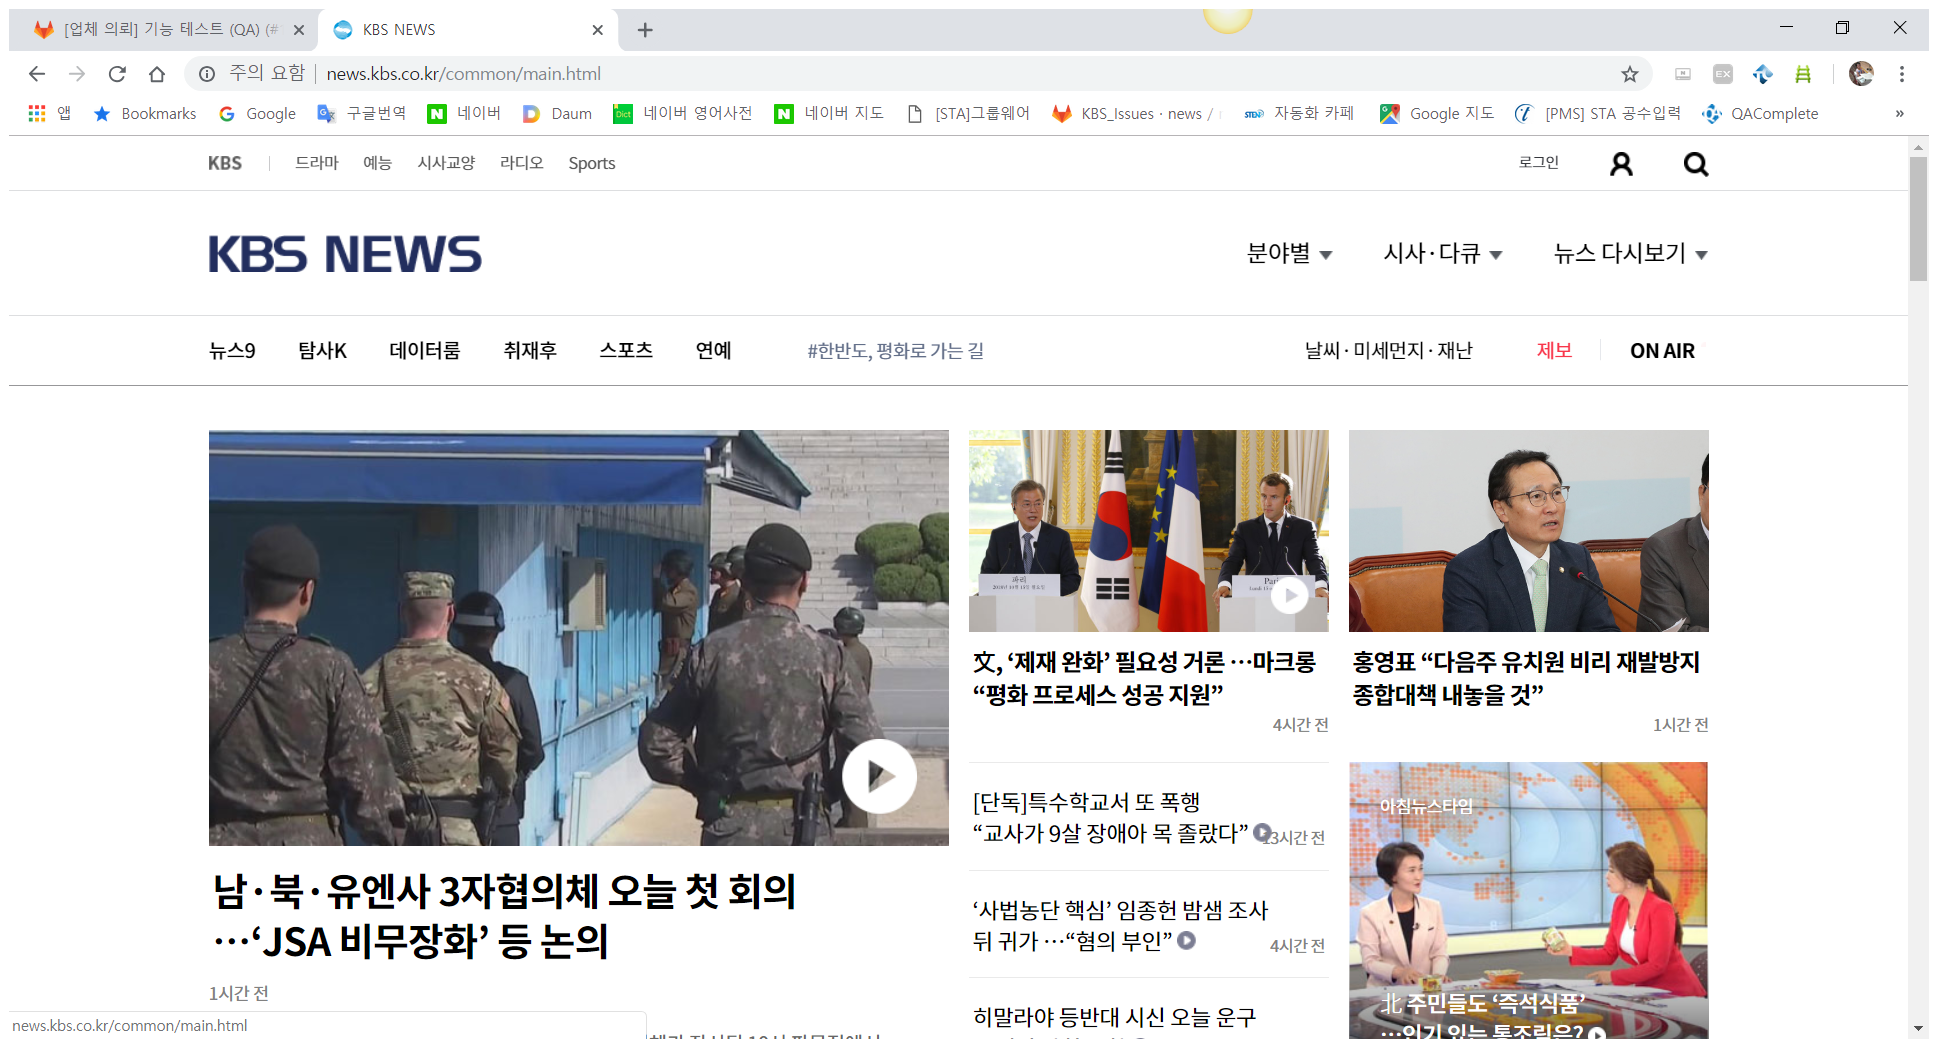 [업체 의뢰] 기능 테스트 (QA) (#
KBS NEWS
주의 요함
news.kbs.co.kr/common/main.html
앱
Bookmarks
Google
구글번역
네이버
Daum
네이버 영어사전
네이버 지도
[STA]그룹웨어
KBS_Issues · news /
자동화 카페
Google 지도
[PMS] STA 공수입력
QAComplete
»
KBS
드라마
예능
시사교양
라디오
Sports
로그인
KBS NEWS
분야별
시사·다큐
뉴스 다시보기
뉴스9
탐사K
데이터룸
취재후
스포츠
연예
#한반도, 평화로 가는 길
날씨·미세먼지·재난
제보
ON AIR
남·북·유엔사 3자협의체 오늘 첫 회의
…‘JSA 비무장화’ 등 논의
1시간 전
파리
文, ‘제재 완화’ 필요성 거론 …마크롱
“평화 프로세스 성공 지원”
4시간 전
[단독]특수학교서 또 폭행
“교사가 9살 장애아 목 졸랐다”
13시간 전
‘사법농단 핵심’ 임종헌 밤샘 조사
뒤 귀가 …“혐의 부인”
4시간 전
히말라야 등반대 시신 오늘 운구
홍영표 “다음주 유치원 비리 재발방지
종합대책 내놓을 것”
1시간 전
아침뉴스타임
北 주민들도 ‘즉석식품’
…인기 있는 통조림은?
news.kbs.co.kr/common/main.html